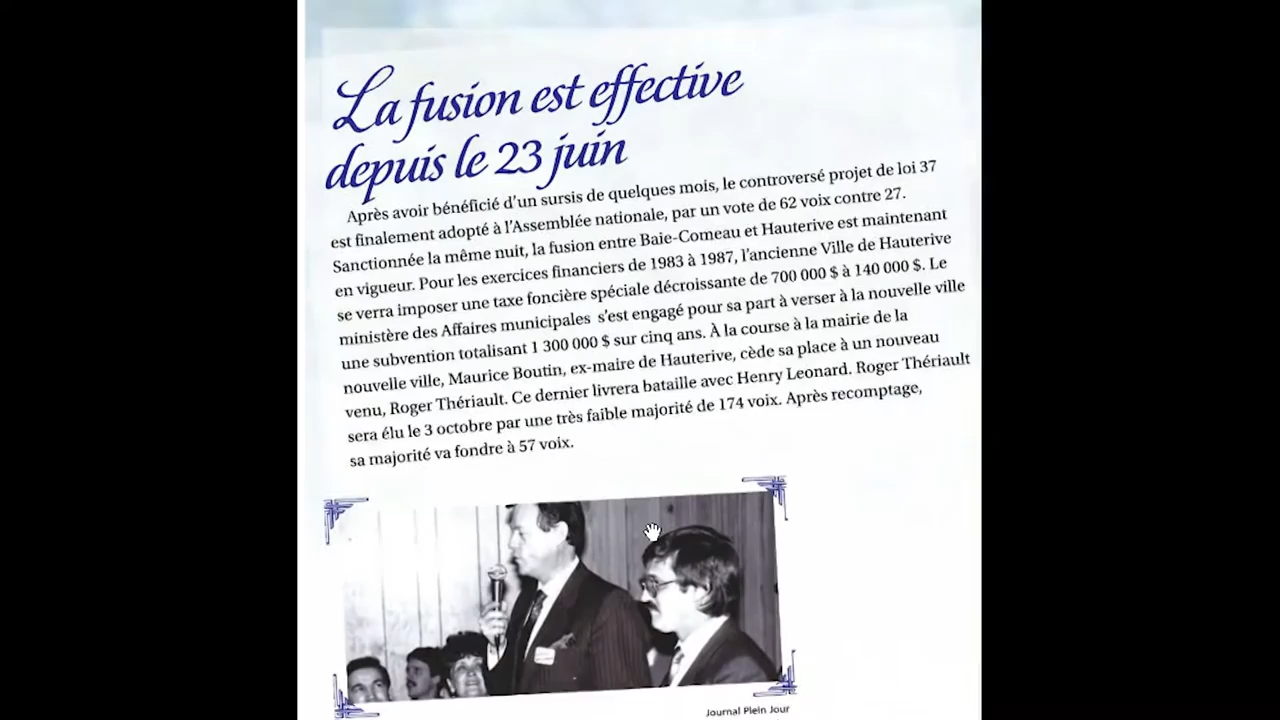 La fusion est effective
depuis le 23 juin
Après avoir bénéficié d'un sursis de quelques mois, le controversé projet de loi 37
est finalement adopté à l'Assemblée nationale, par un vote de 62 voix contre 27.
Sanctionnée la même nuit, la fusion entre Baie-Comeau et Hauterive est maintenant
en vigueur. Pour les exercices financiers de 1983 à 1987, l'ancienne Ville de Hauterive
se verra imposer une taxe foncière spéciale décroissante de 700 000 $ à 140 000 $. Le
ministère des Affaires municipales s'est engagé pour sa part à verser à la nouvelle ville
une subvention totalisant 1 300 000 $ sur cinq ans. À la course à la mairie de la
nouvelle ville, Maurice Boutin, ex-maire de Hauterive, cède sa place à un nouveau
venu, Roger Thériault. Ce dernier livrera bataille avec Henry Leonard. Roger Thériault
sera élu le 3 octobre par une très faible majorité de 174 voix. Après recomptage,
sa majorité va fondre à 57 voix.
Journal Plein Jour